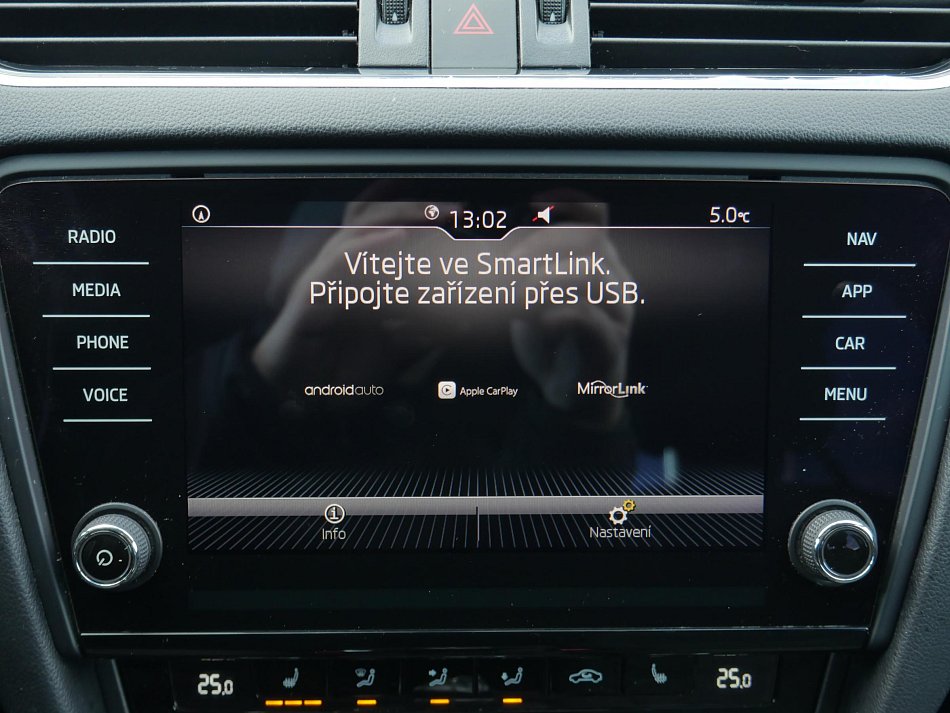 13:02
5.0°C
RADIO
MEDIA
PHONE
VOICE
Vítejte ve SmartLink.
Připojte zařízení přes USB.
androidauto
Apple CarPlay
MirrorLink
Info
Nastavení
NAV
APP
CAR
MENU
25.0
25.0